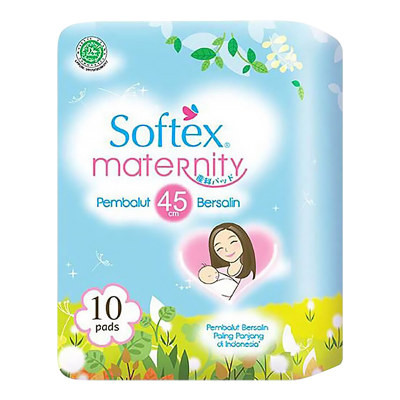 Softex®
maternity
産褥パッド
Pembalut 45 cm Bersalin
10
pads
Pembalut Bersalin
Paling Panjang
di Indonesia*